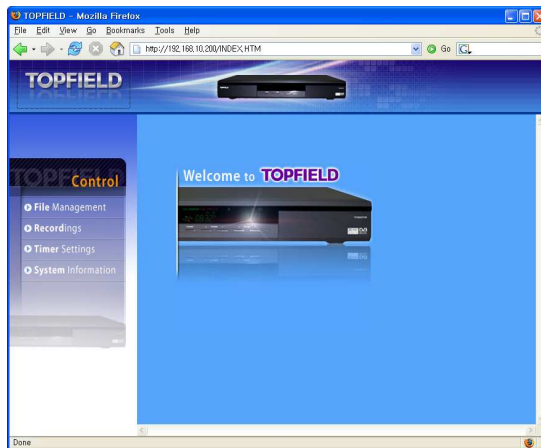 TOPFIELD - Mozilla Firefox
File Edit View Go Bookmarks Tools Help
http://192.168.10.200/INDEX.HTM Go G
TOPFIELD
Control
File Management
Recordings
Timer Settings
System Information
Welcome to TOPFIELD
Done